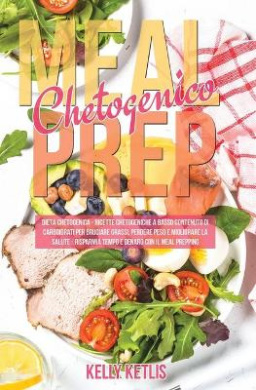 MEAL
Chetogenico
PREP
DIETA CHETOGENICA - RICETTE CHETOGENICHE A BASSO CONTENUTO DI
CARBOIDRATI PER BRUCIARE GRASSI, PERDERE PESO E MIGLIORARE LA
SALUTE - RISPARMIA TEMPO E DENARO CON IL MEAL PREPPING
KELLY KETLIS